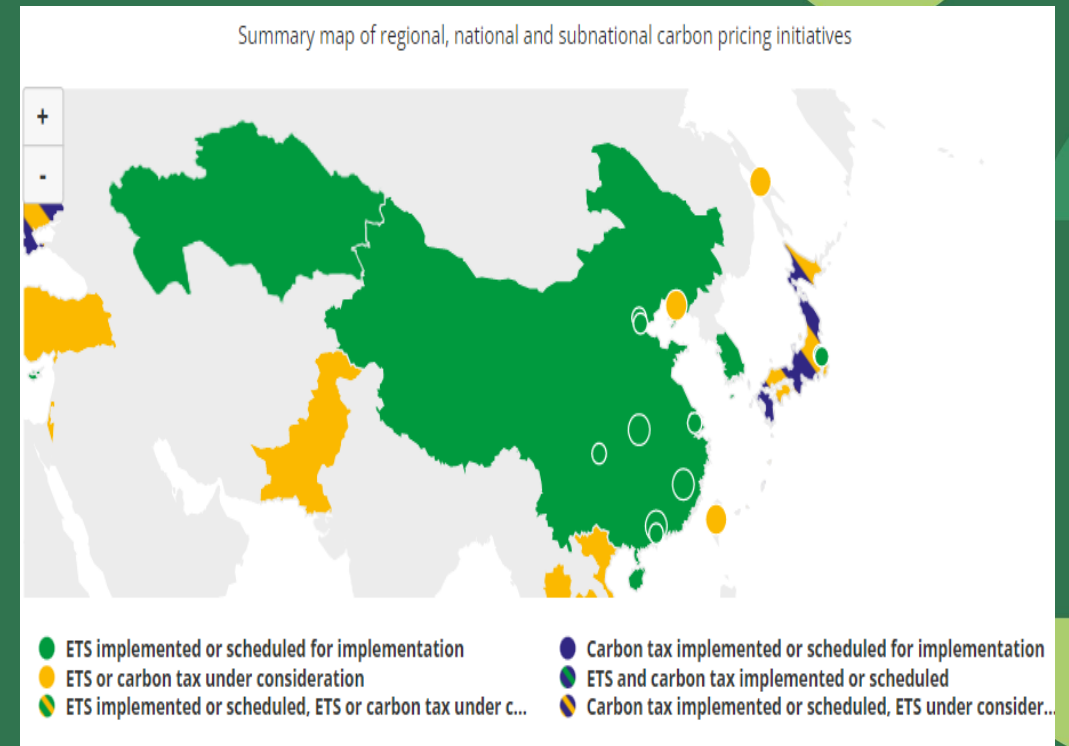 Summary map of regional, national and subnational carbon pricing initiatives
+
-
ETS implemented or scheduled for implementation
ETS or carbon tax under consideration
ETS implemented or scheduled, ETS or carbon tax under c...
Carbon tax implemented or scheduled for implementation
ETS and carbon tax implemented or scheduled
Carbon tax implemented or scheduled, ETS under consider...